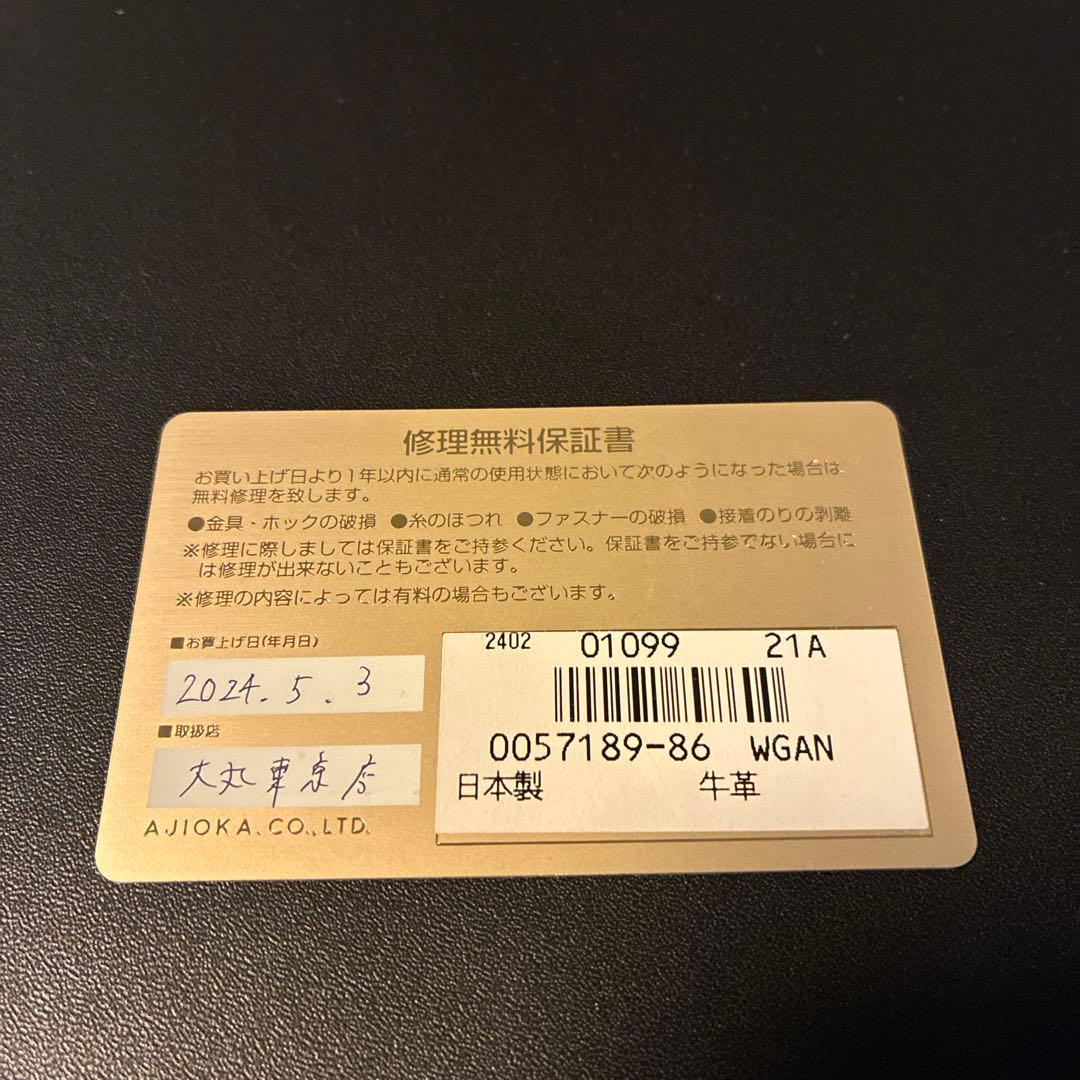 修理無料保証書
お買い上げ日より1年以内に通常の使用状態において次のようになった場合は
無料修理を致します。
●金具・ホックの破損 ●糸のほつれ ●ファスナーの破損 ●接着のりの剥離
※修理に際しましては保証書をご持参ください。保証書をご持参でない場合に
は修理が出来ないこともございます。
※修理の内容によっては有料の場合もございます。
■お買上げ日(年月日)
2024.5.3
■取扱店
大丸東京店
AJIOKA.CO.,LTD.
2402 01099 21A
0057189-86 WGAN
日本製 牛革